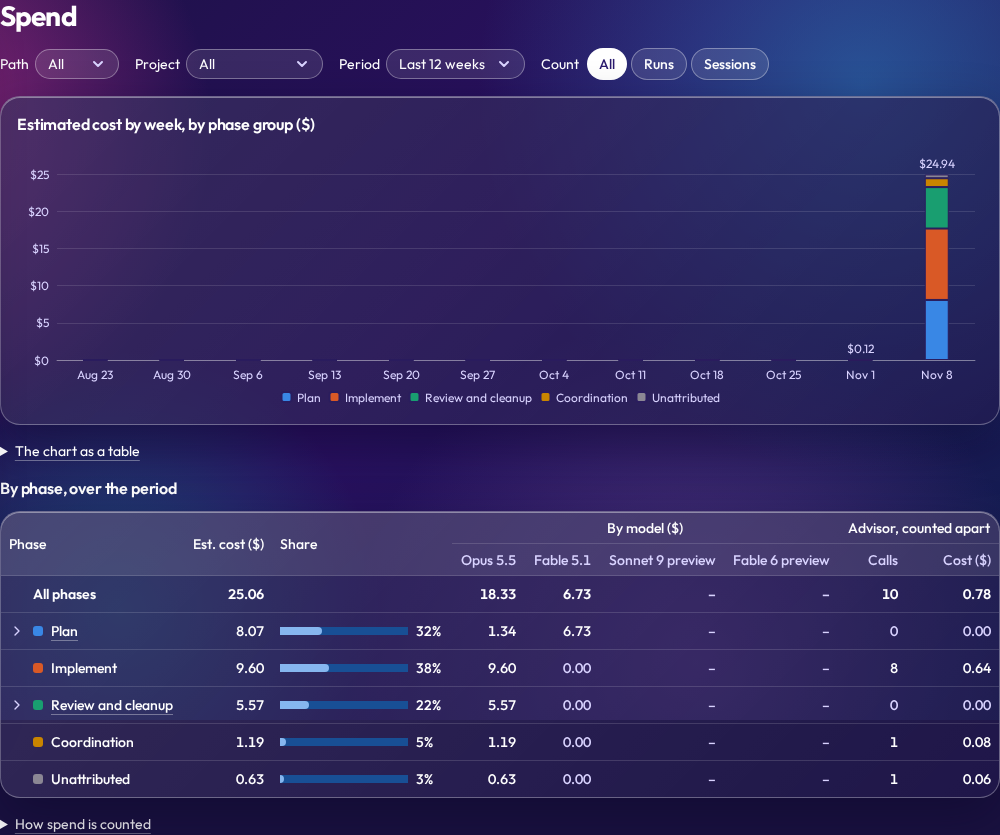 Spend
Path All Project All Period Last 12 weeks Count All Runs Sessions
Estimated cost by week, by phase group ($)
$24.94
$25
$20
$15
$10
$5
$0.12
$0
Aug 23 Aug 30 Sep 6 Sep 13 Sep 20 Sep 27 Oct 4 Oct 11 Oct 18 Oct 25 Nov 1 Nov 8
Plan Implement Review and cleanup Coordination Unattributed
The chart as a table
By phase, over the period
By model ($) Advisor, counted apart
Phase Est. cost ($) Share
Opus 5.5 Fable 5.1 Sonnet 9 preview Fable 6 preview Calls Cost ($)
All phases 25.06 18.33 6.73 – – 10 0.78
Plan 8.07 32% 1.34 6.73 – – 0 0.00
Implement 9.60 38% 9.60 0.00 – – 8 0.64
Review and cleanup 5.57 22% 5.57 0.00 – – 0 0.00
Coordination 1.19 5% 1.19 0.00 – – 1 0.08
Unattributed 0.63 3% 0.63 0.00 – – 1 0.06
How spend is counted